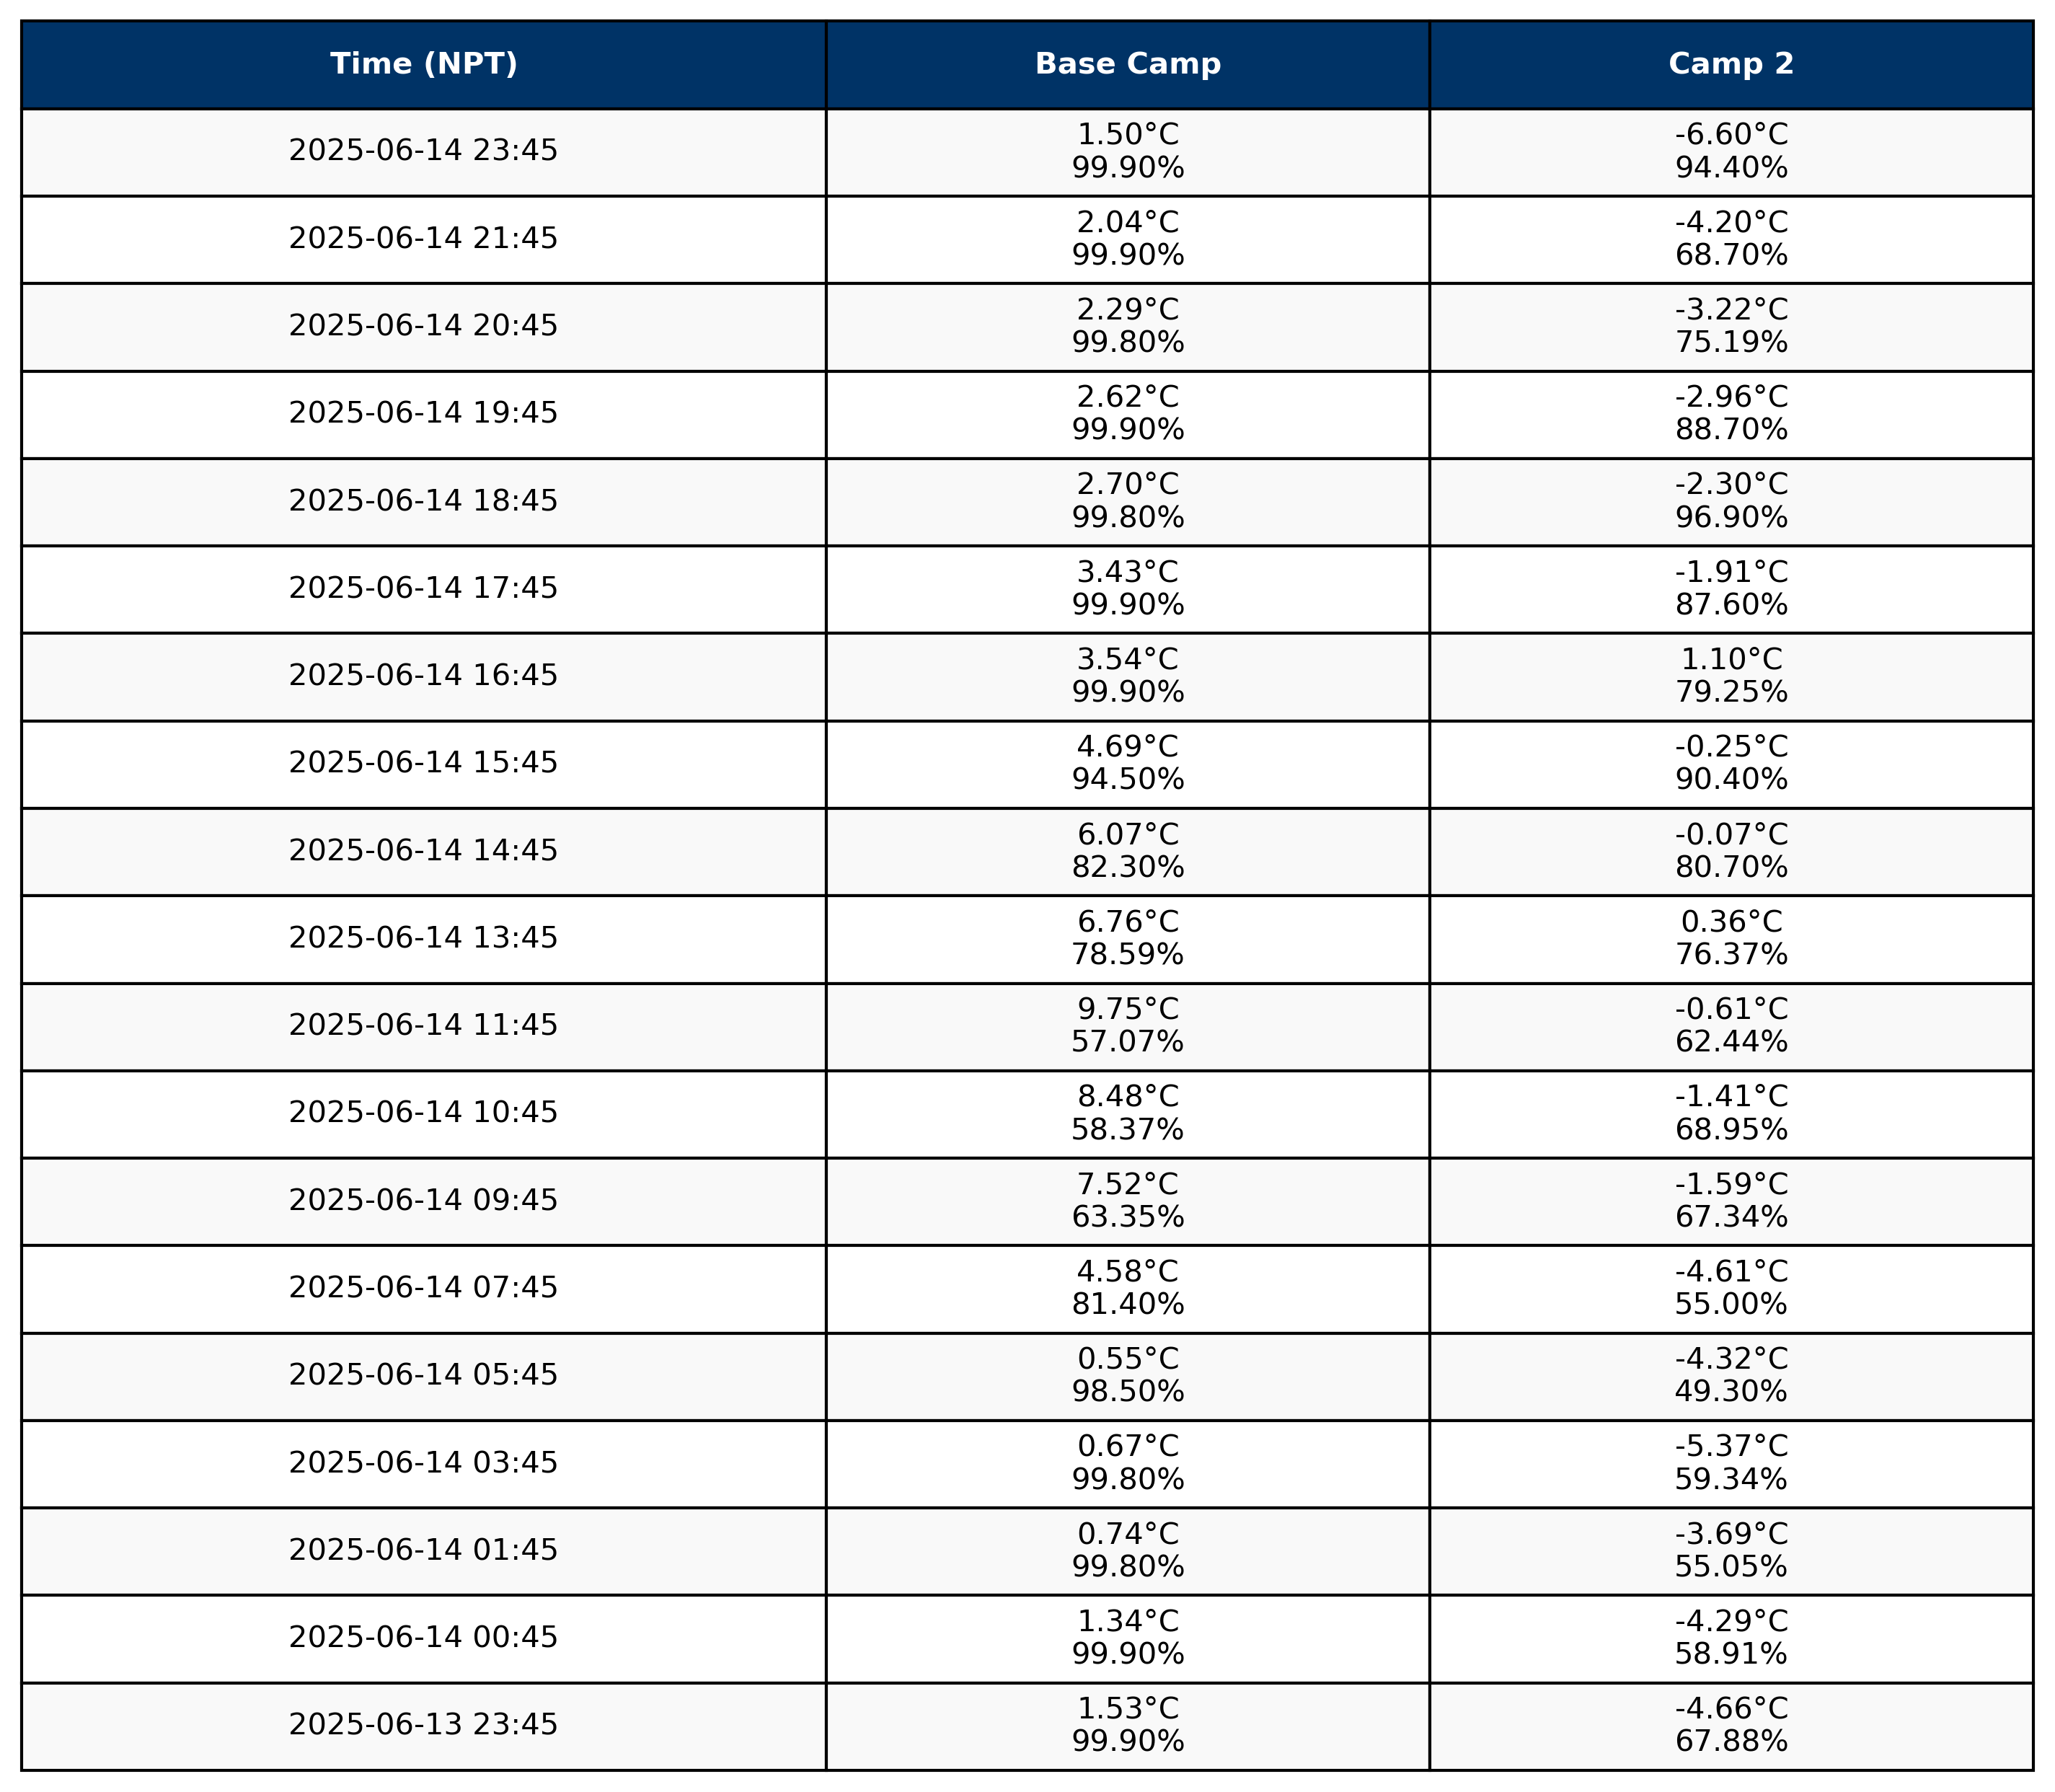 Time (NPT) Base Camp Camp 2
2025-06-14 23:45 1.50°C -6.60°C
99.90% 94.40%
2025-06-14 21:45 2.04°C -4.20°C
99.90% 68.70%
2025-06-14 20:45 2.29°C -3.22°C
99.80% 75.19%
2025-06-14 19:45 2.62°C -2.96°C
99.90% 88.70%
2025-06-14 18:45 2.70°C -2.30°C
99.80% 96.90%
2025-06-14 17:45 3.43°C -1.91°C
99.90% 87.60%
2025-06-14 16:45 3.54°C 1.10°C
99.90% 79.25%
2025-06-14 15:45 4.69°C -0.25°C
94.50% 90.40%
2025-06-14 14:45 6.07°C -0.07°C
82.30% 80.70%
2025-06-14 13:45 6.76°C 0.36°C
78.59% 76.37%
2025-06-14 11:45 9.75°C -0.61°C
57.07% 62.44%
2025-06-14 10:45 8.48°C -1.41°C
58.37% 68.95%
2025-06-14 09:45 7.52°C -1.59°C
63.35% 67.34%
2025-06-14 07:45 4.58°C -4.61°C
81.40% 55.00%
2025-06-14 05:45 0.55°C -4.32°C
98.50% 49.30%
2025-06-14 03:45 0.67°C -5.37°C
99.80% 59.34%
2025-06-14 01:45 0.74°C -3.69°C
99.80% 55.05%
2025-06-14 00:45 1.34°C -4.29°C
99.90% 58.91%
2025-06-13 23:45 1.53°C -4.66°C
99.90% 67.88%